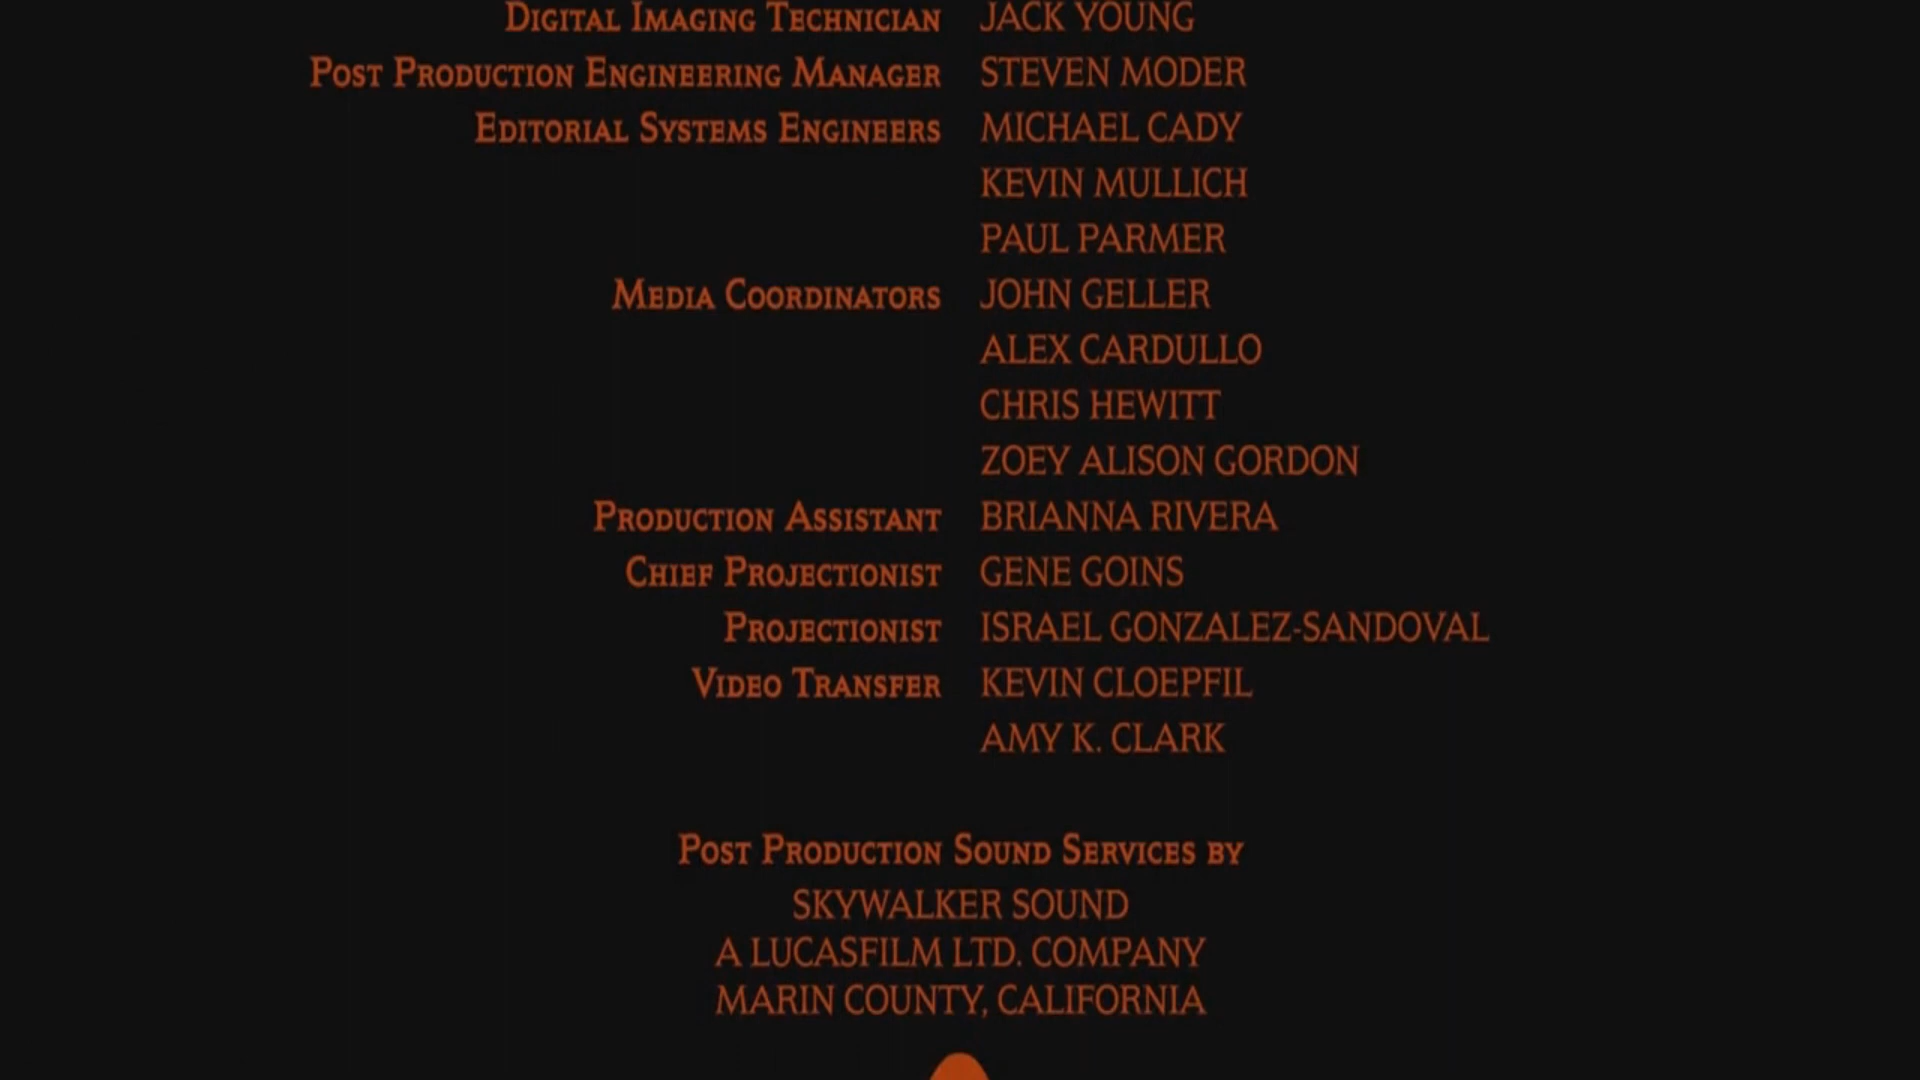 Digital Imaging Technician JACK YOUNG
Post Production Engineering Manager STEVEN MODER
Editorial Systems Engineers MICHAEL CADY
KEVIN MULLICH
PAUL PARMER
Media Coordinators JOHN GELLER
ALEX CARDULLO
CHRIS HEWITT
ZOEY ALISON GORDON
Production Assistant BRIANNA RIVERA
Chief Projectionist GENE GOINS
Projectionist ISRAEL GONZALEZ-SANDOVAL
Video Transfer KEVIN CLOEPFIL
AMY K. CLARK
Post Production Sound Services by
SKYWALKER SOUND
A LUCASFILM LTD. COMPANY
MARIN COUNTY, CALIFORNIA